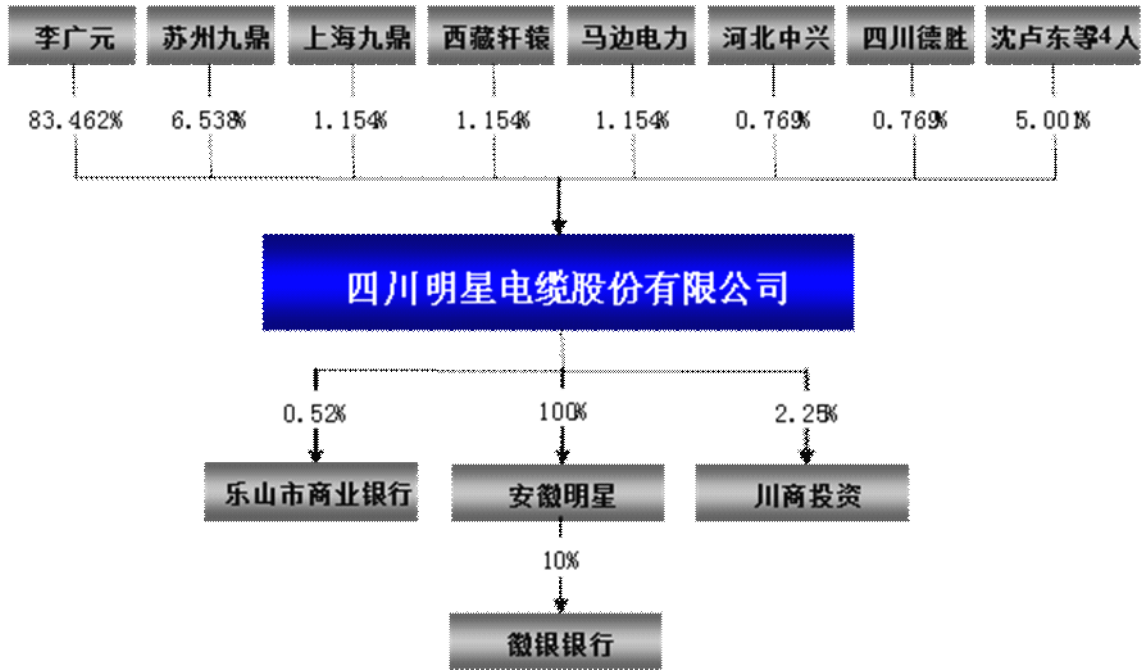 李广元 苏州九鼎 上海九鼎 西藏轩辕 马边电力 河北中兴 四川德胜 沈卢东等24人
83.462% 6.538% 1.154% 1.154% 1.154% 0.769% 0.769% 5.001%
四川明星电缆股份有限公司
0.52% 100% 2.25%
乐山市商业银行 安徽明星 川商投资
10%
徽银银行